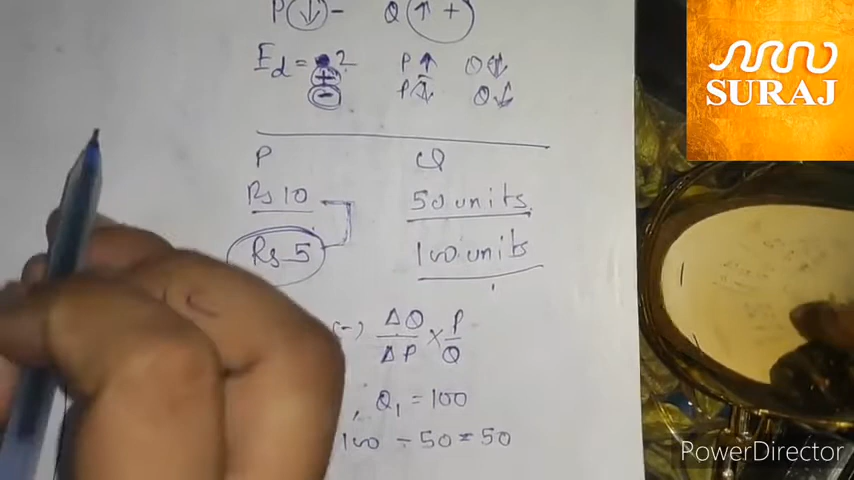 P(↓)- Q(↑+)
Ed = 2 P↑ Q↓
+ P↓ Q↓
-
P Q
Rs 10 50 units
Rs 5 100 units
(-) ΔQ/ΔP × P/Q
, Q₁ = 100
100 - 50 = 50
SURAJ
PowerDirector